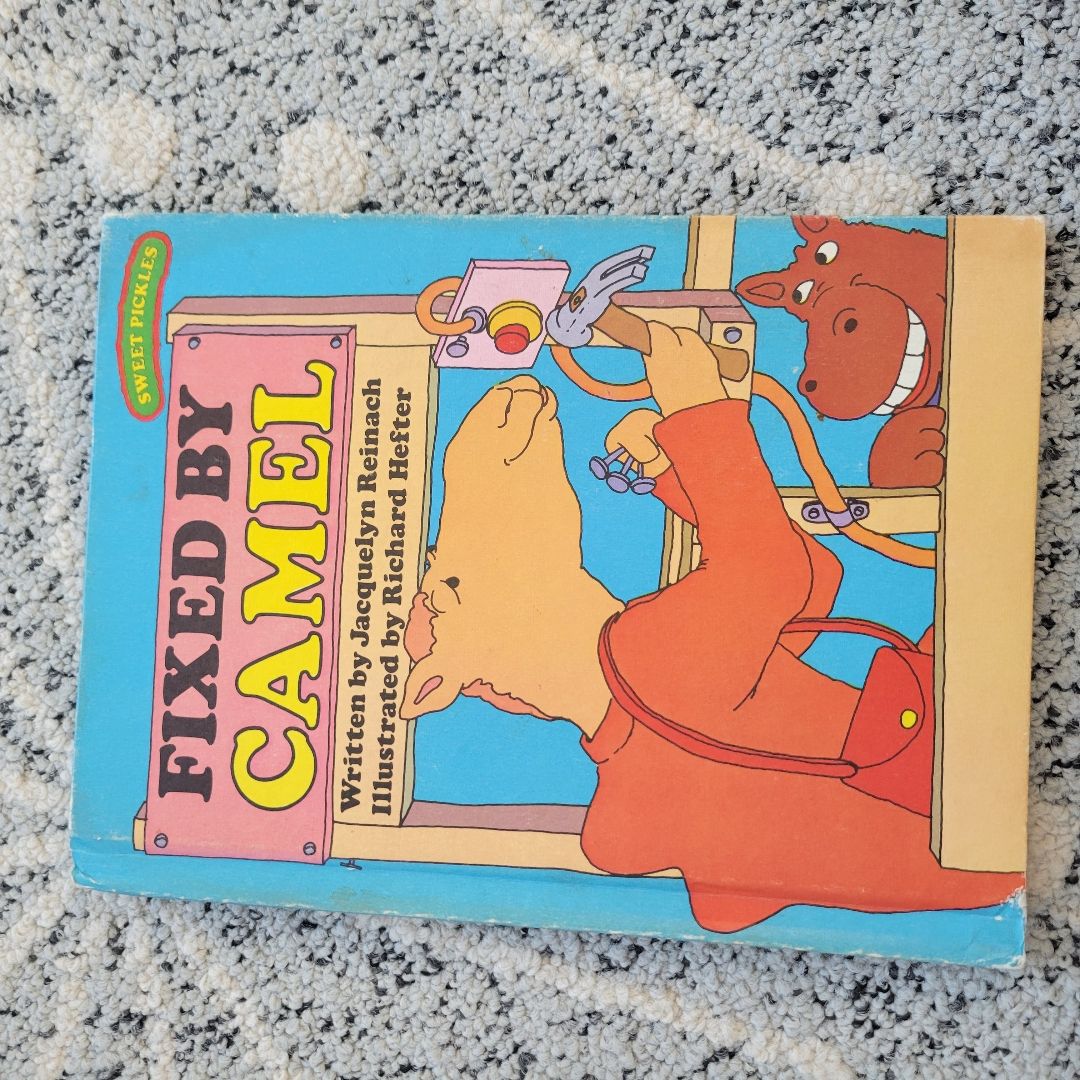 SWEET PICKLES
FIXED BY
CAMEL
Written by Jacquelyn Reinach
Illustrated by Richard Hefter